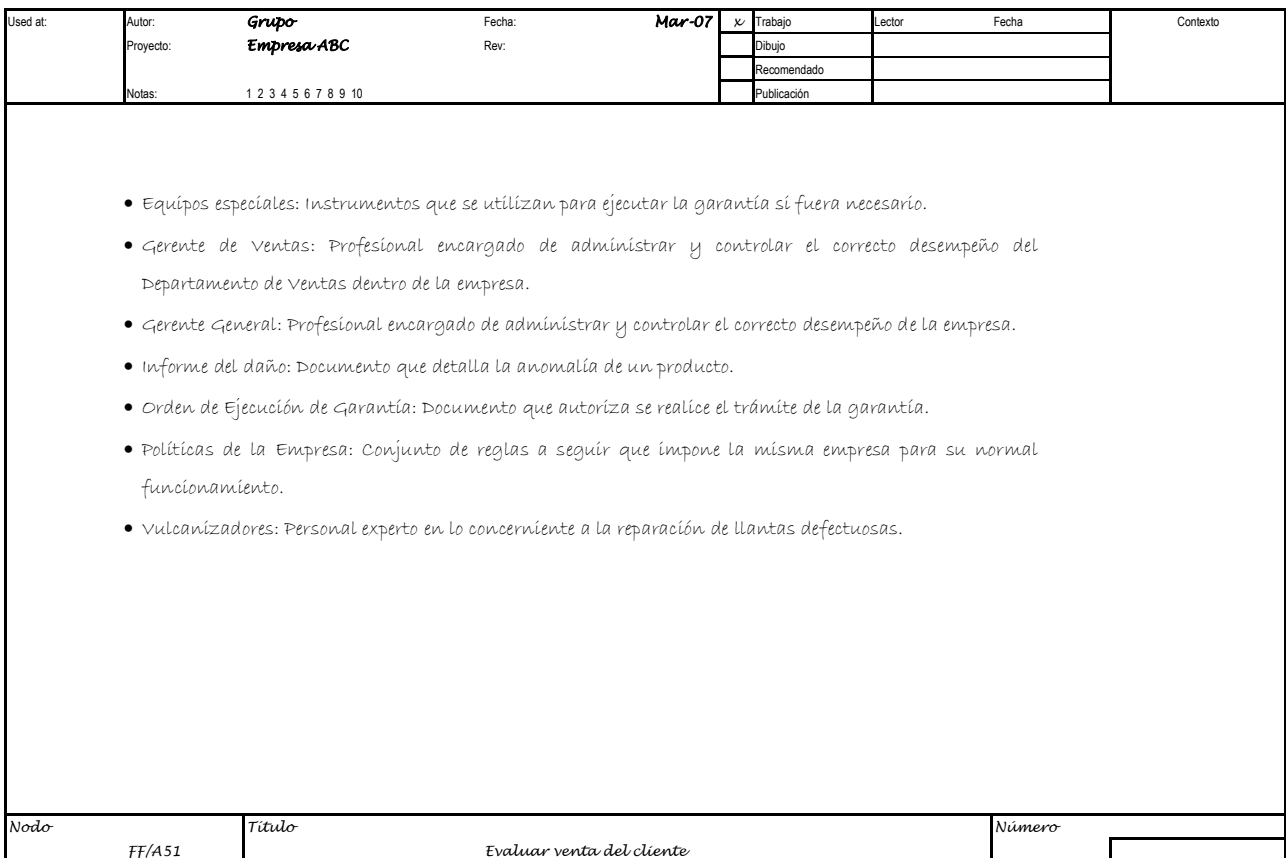 Used at: Autor: Grupo Fecha: Mar-07 x Trabajo Lector Fecha Contexto
Proyecto: Empresa ABC Rev: Dibujo
Recomendado
Notas: 1 2 3 4 5 6 7 8 9 10 Publicación
• Equipos especiales: Instrumentos que se utilizan para ejecutar la garantía si fuera necesario.
• Gerente de Ventas: Profesional encargado de administrar y controlar el correcto desempeño del
Departamento de Ventas dentro de la empresa.
• Gerente General: Profesional encargado de administrar y controlar el correcto desempeño de la empresa.
• Informe del daño: Documento que detalla la anomalía de un producto.
• Orden de Ejecución de Garantía: Documento que autoriza se realice el trámite de la garantía.
• Políticas de la Empresa: Conjunto de reglas a seguir que impone la misma empresa para su normal
funcionamiento.
• Vulcanizadores: Personal experto en lo concerniente a la reparación de llantas defectuosas.
Nodo Título Número
FF/A51 Evaluar venta del cliente